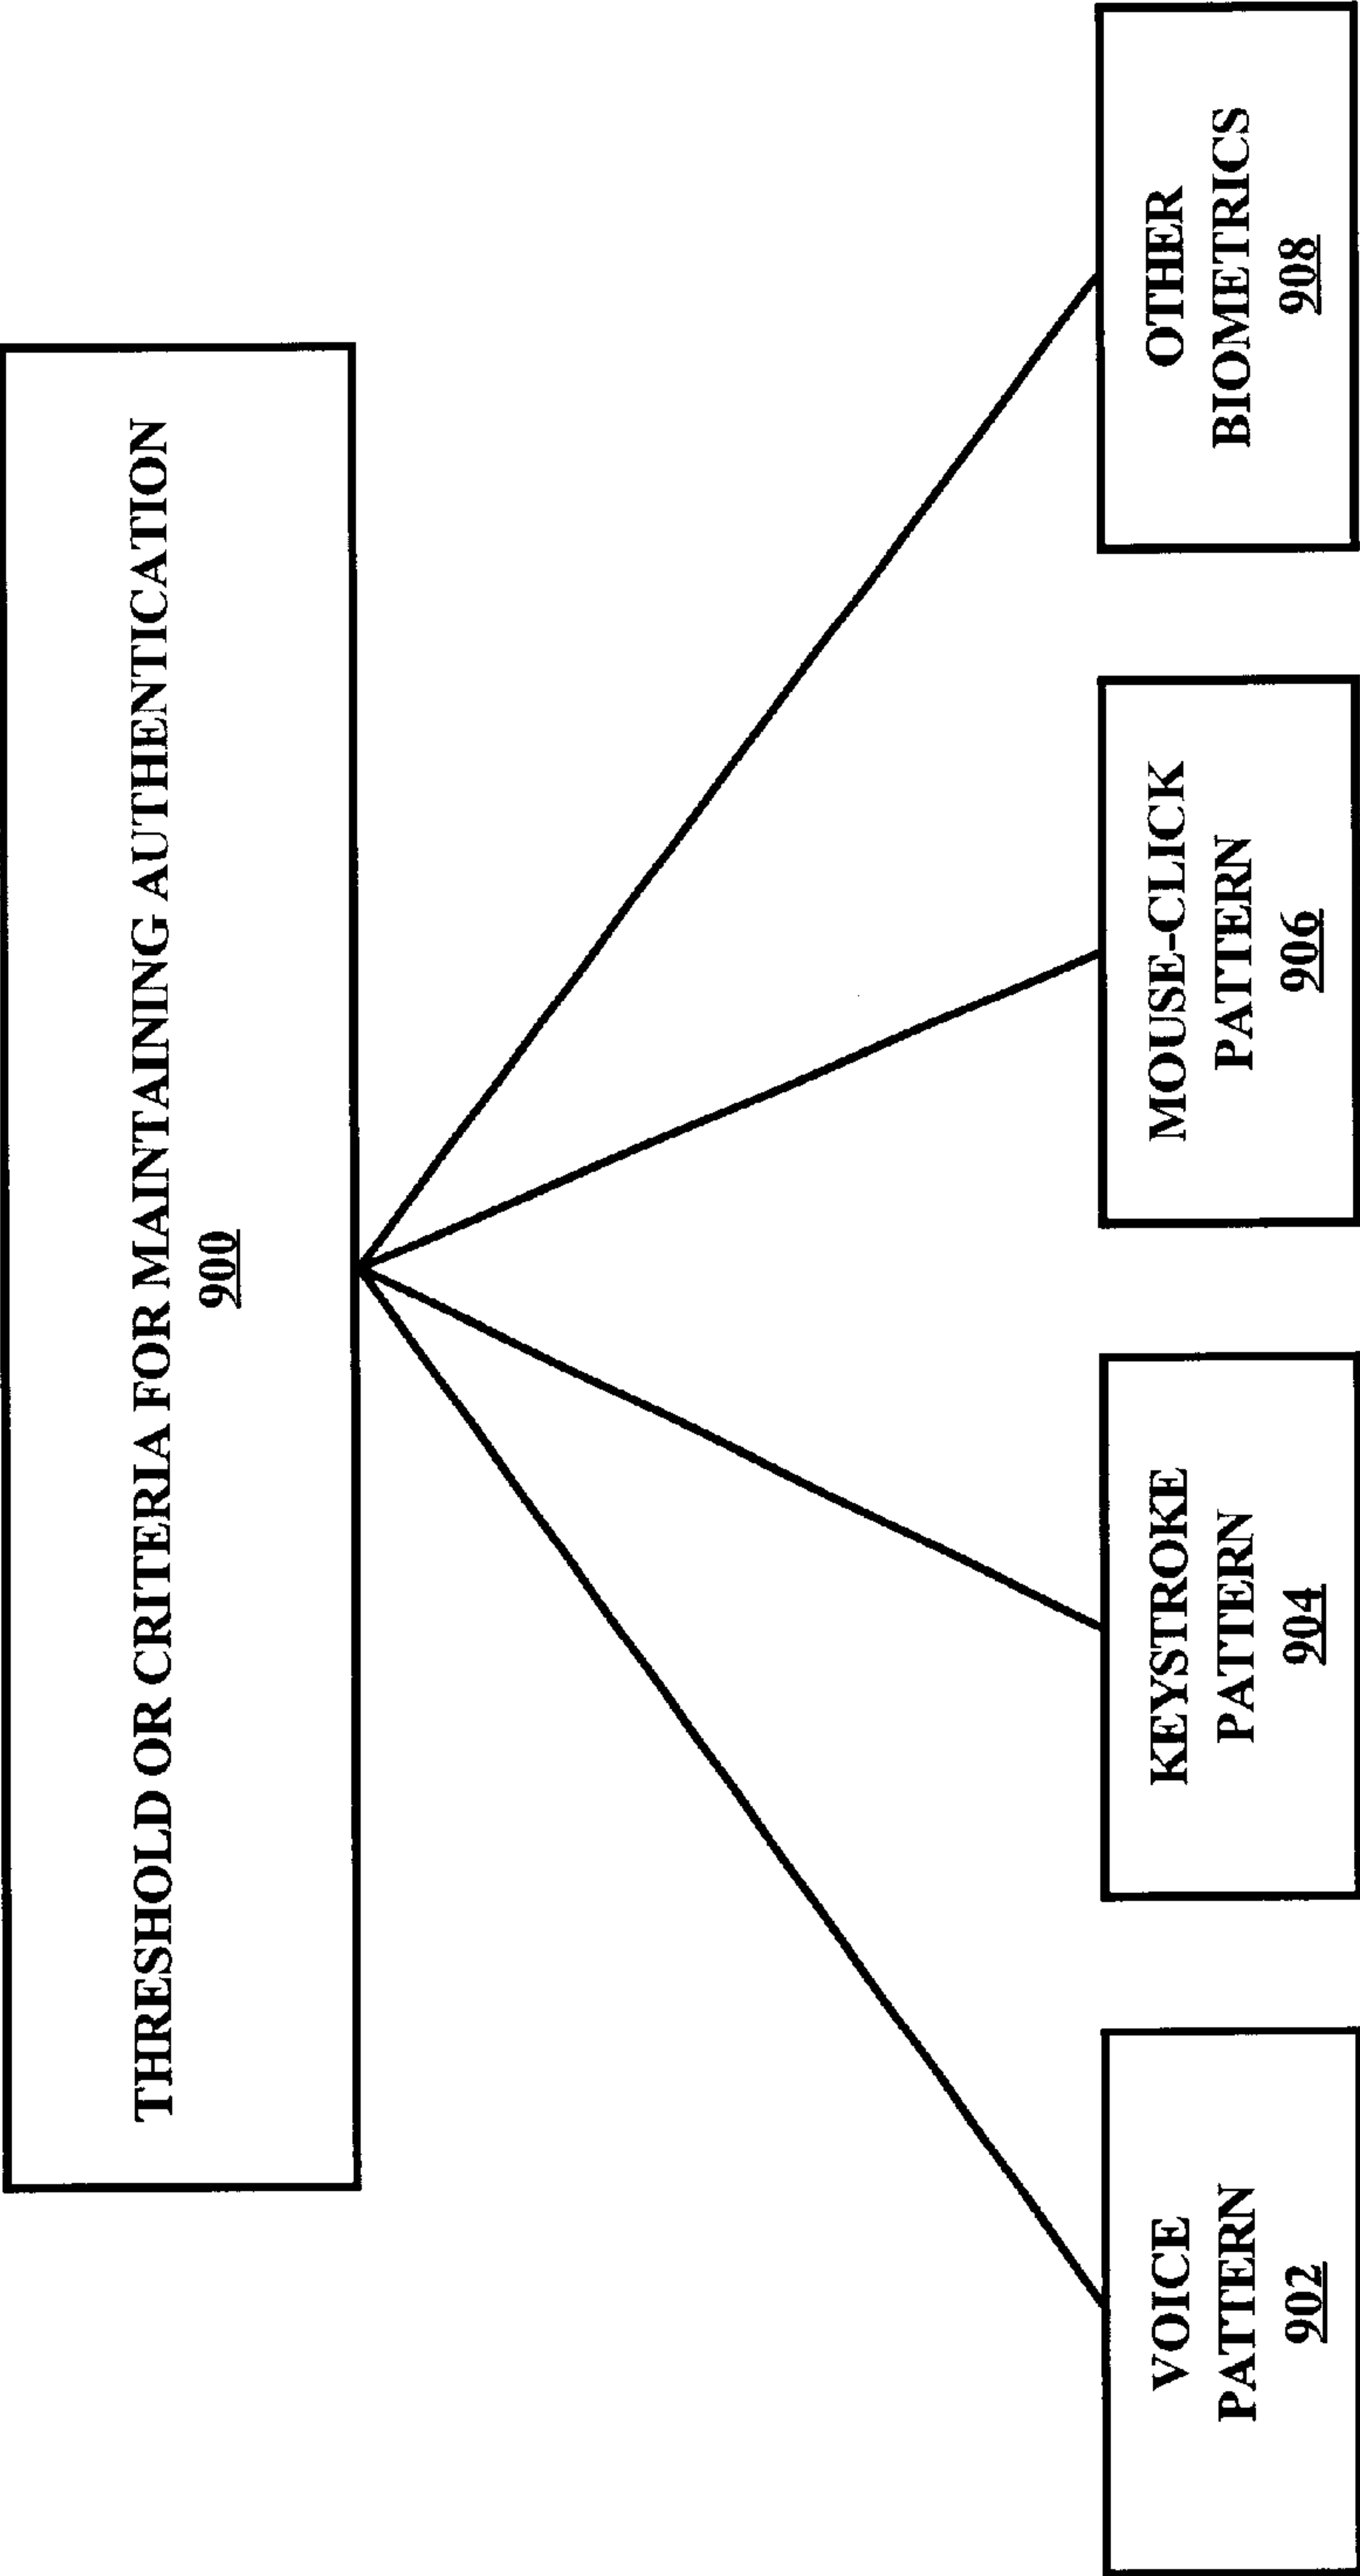 THRESHOLD OR CRITERIA FOR MAINTAINING AUTHENTICATION
900
VOICE
PATTERN
902
KEYSTROKE
PATTERN
904
MOUSE-CLICK
PATTERN
906
OTHER
BIOMETRICS
908